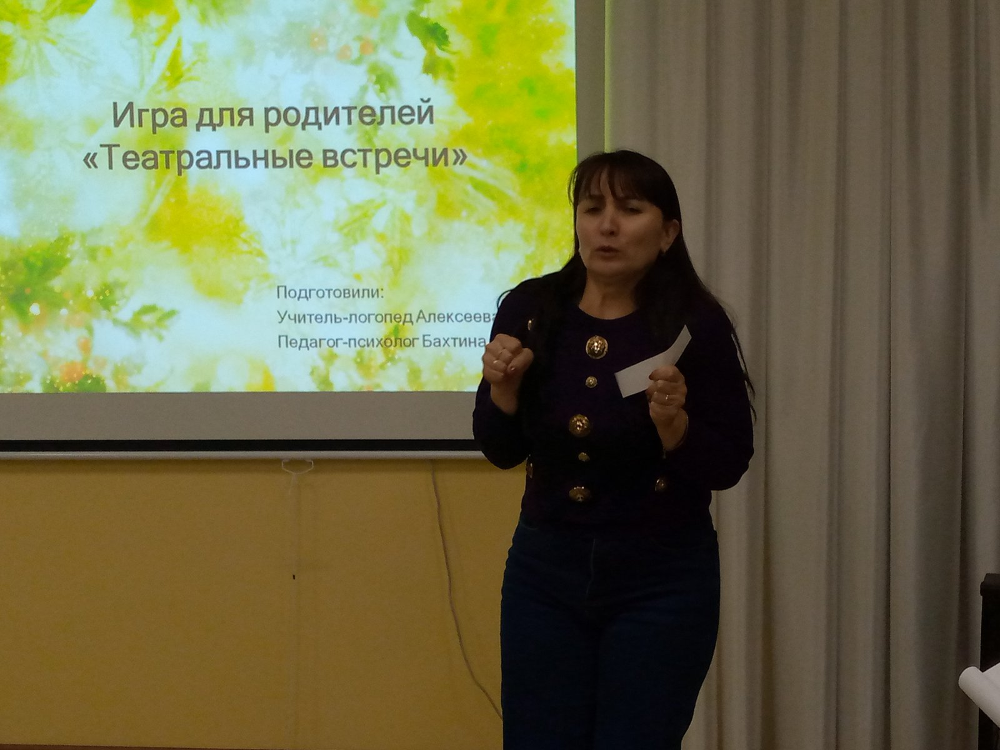 Игра для родителей
«Театральные встречи»
Подготовили:
Учитель-логопед Алексеева
Педагог-психолог Бахтина